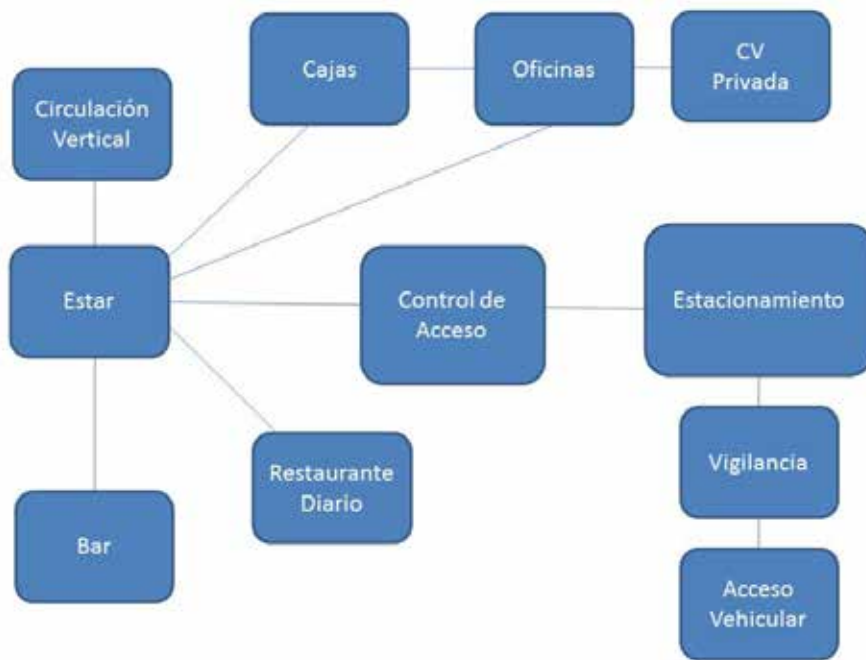 Cajas
Oficinas
CV
Privada
Circulación
Vertical
Estar
Control de
Acceso
Estacionamiento
Restaurante
Diario
Vigilancia
Bar
Acceso
Vehicular